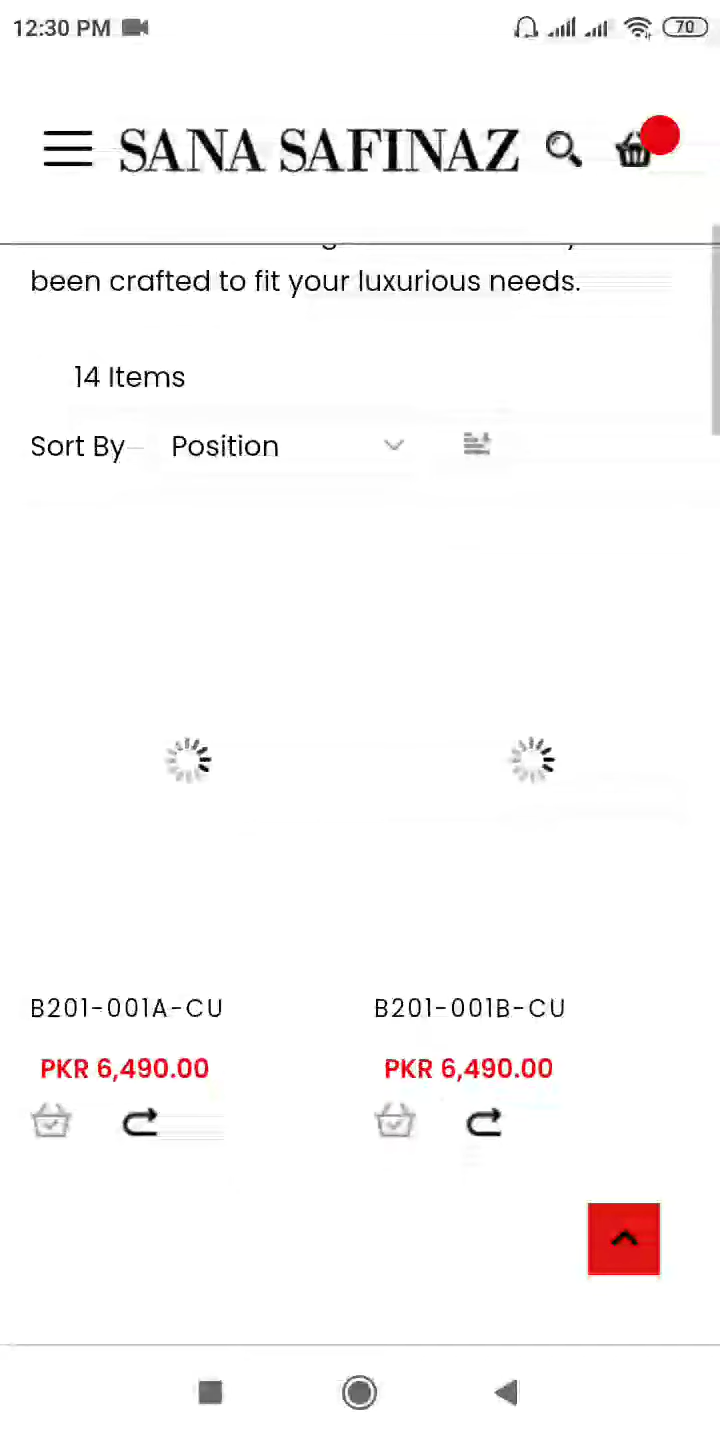 12:30 PM 70
SANA SAFINAZ
been crafted to fit your luxurious needs.
14 Items
Sort By Position
B201-001A-CU B201-001B-CU
PKR 6,490.00 PKR 6,490.00